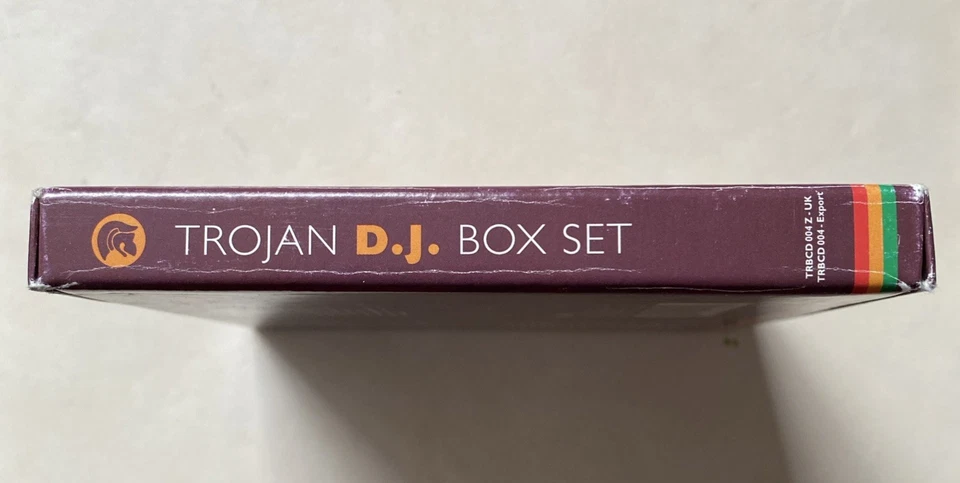 TROJAN D.J. BOX SET
TRBCD 004 Z - UK
TRBCD 004 - Export